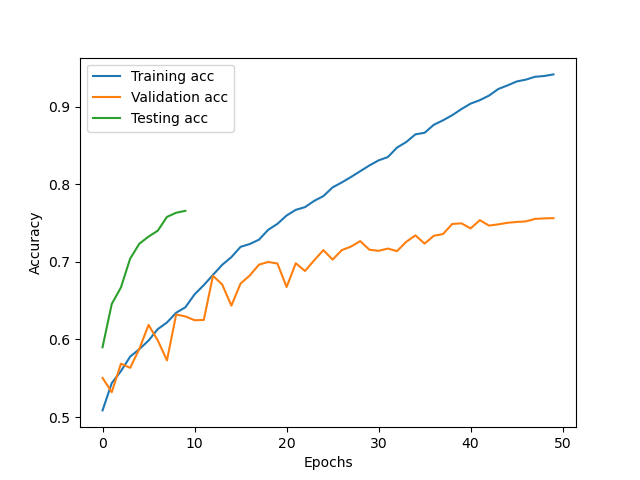 Training acc
Validation acc
Testing acc
0.9
0.8
0.7
0.6
0.5
Accuracy
0 10 20 30 40 50
Epochs